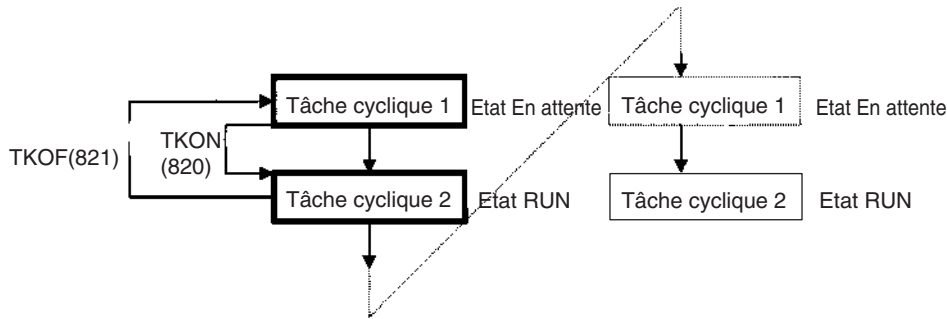 Tâche cyclique 1 Etat En attente
TKOF(821)
TKON
(820)
Tâche cyclique 2 Etat RUN
Tâche cyclique 1 Etat En attente
Tâche cyclique 2 Etat RUN